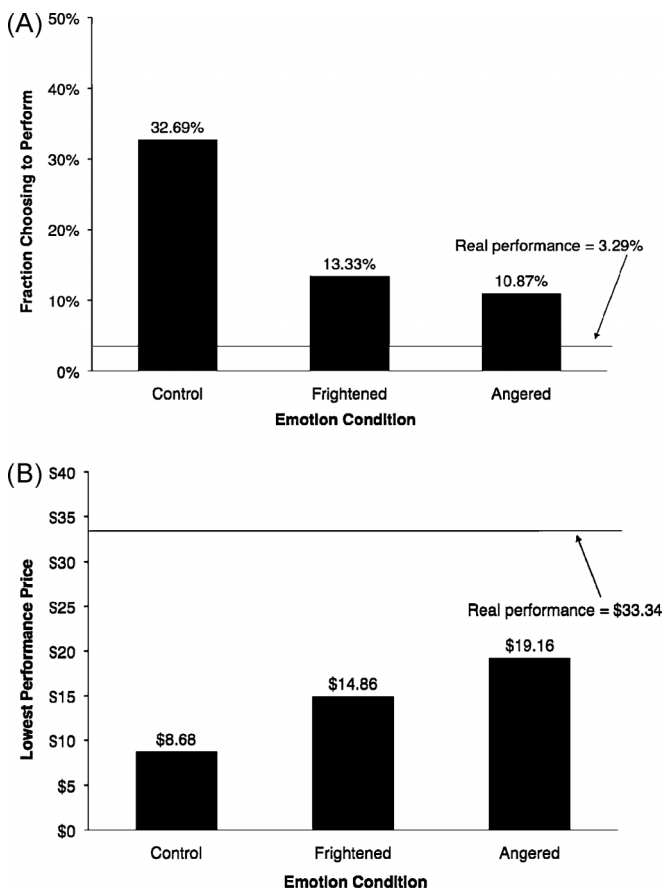 (A)
50%
40%
30%
20%
10%
0%
Fraction Choosing to Perform
32.69%
13.33%
10.87%
Real performance = 3.29%
Control
Frightened
Angered
Emotion Condition
(B)
$40
$35
$30
$25
$20
$15
$10
$5
$0
Lowest Performance Price
Real performance = $33.34
$8.68
$14.86
$19.16
Control
Frightened
Angered
Emotion Condition